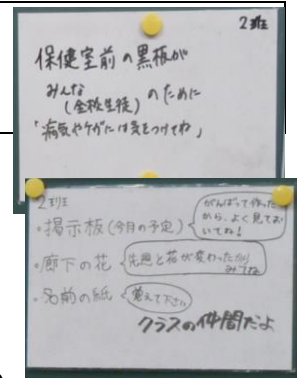 2班
保健室前の黒板が
みんな
(全校生徒)のために
「病気やケガには気をつけてね」
2班
・掲示板(今月の予定)
がんばって作った
から、よく見てお
いてね!
・廊下の花
先週と花が変わったか
みてね
・名前の紙
覚えて下さい
クラスの仲間だよ